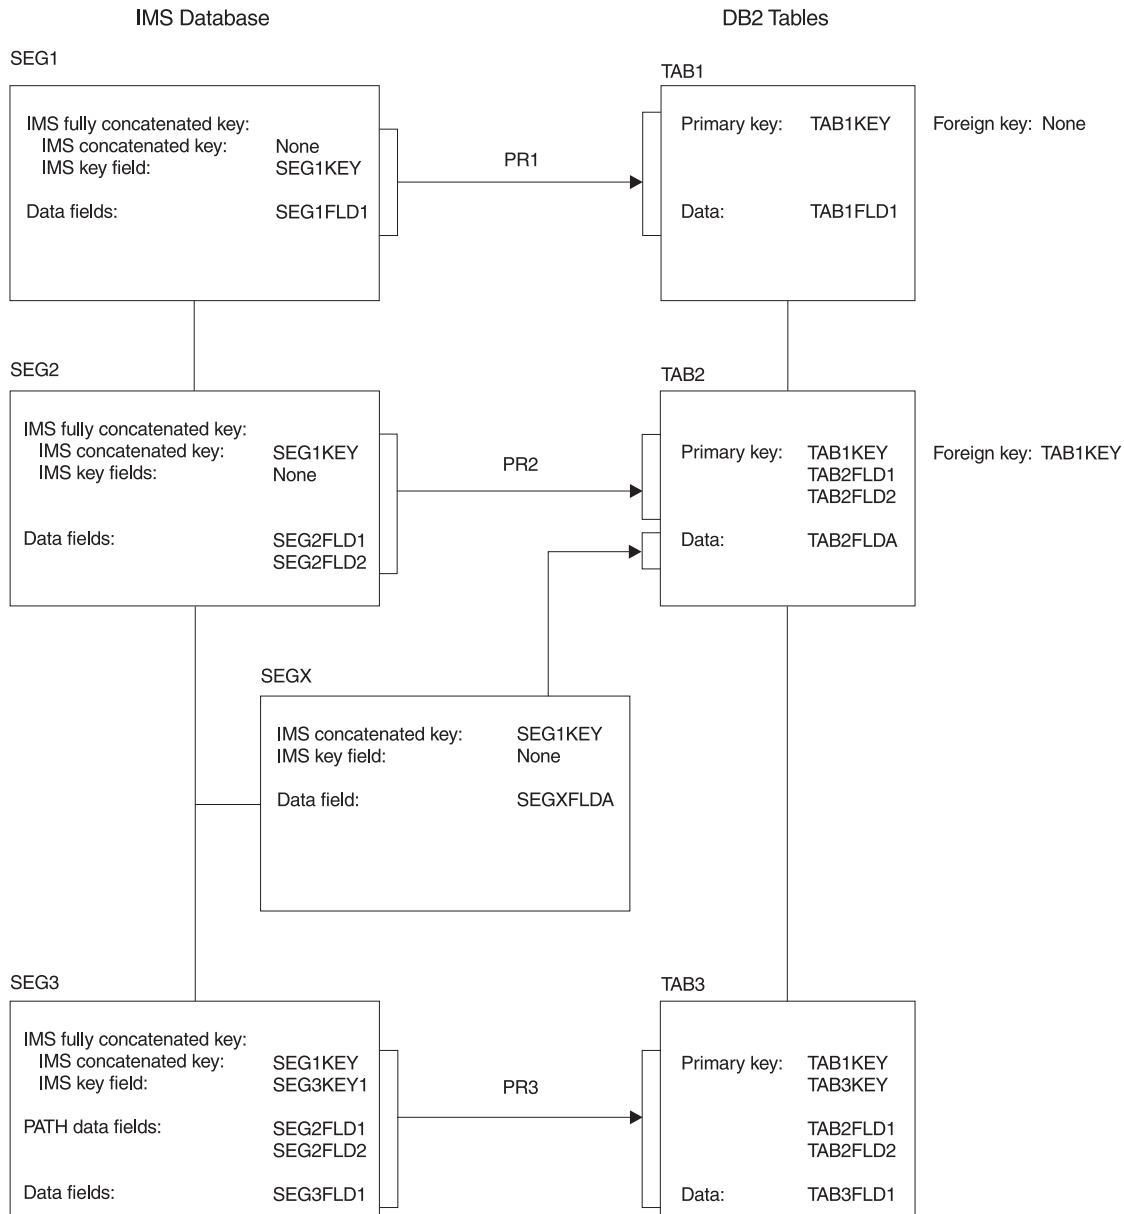 IMS Database
DB2 Tables
SEG1
TAB1
IMS fully concatenated key:
IMS concatenated key: None
IMS key field: SEG1KEY
Data fields: SEG1FLD1
PR1
Primary key: TAB1KEY
Foreign key: None
Data: TAB1FLD1
SEG2
TAB2
IMS fully concatenated key:
IMS concatenated key: SEG1KEY
IMS key fields: None
Data fields: SEG2FLD1
SEG2FLD2
PR2
Primary key: TAB1KEY
TAB2FLD1
TAB2FLD2
Foreign key: TAB1KEY
Data: TAB2FLDA
SEGX
IMS concatenated key: SEG1KEY
IMS key field: None
Data field: SEGXFLDA
SEG3
TAB3
IMS fully concatenated key:
IMS concatenated key: SEG1KEY
IMS key field: SEG3KEY1
PATH data fields: SEG2FLD1
SEG2FLD2
Data fields: SEG3FLD1
PR3
Primary key: TAB1KEY
TAB3KEY
TAB2FLD1
TAB2FLD2
Data: TAB3FLD1